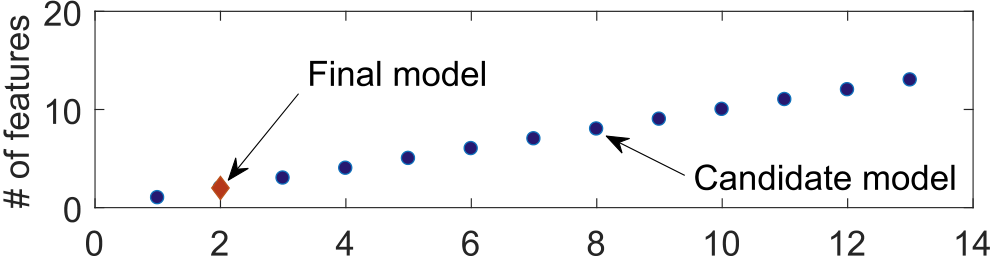 20
Final model
# of features
10
Candidate model
0
0 2 4 6 8 10 12 14